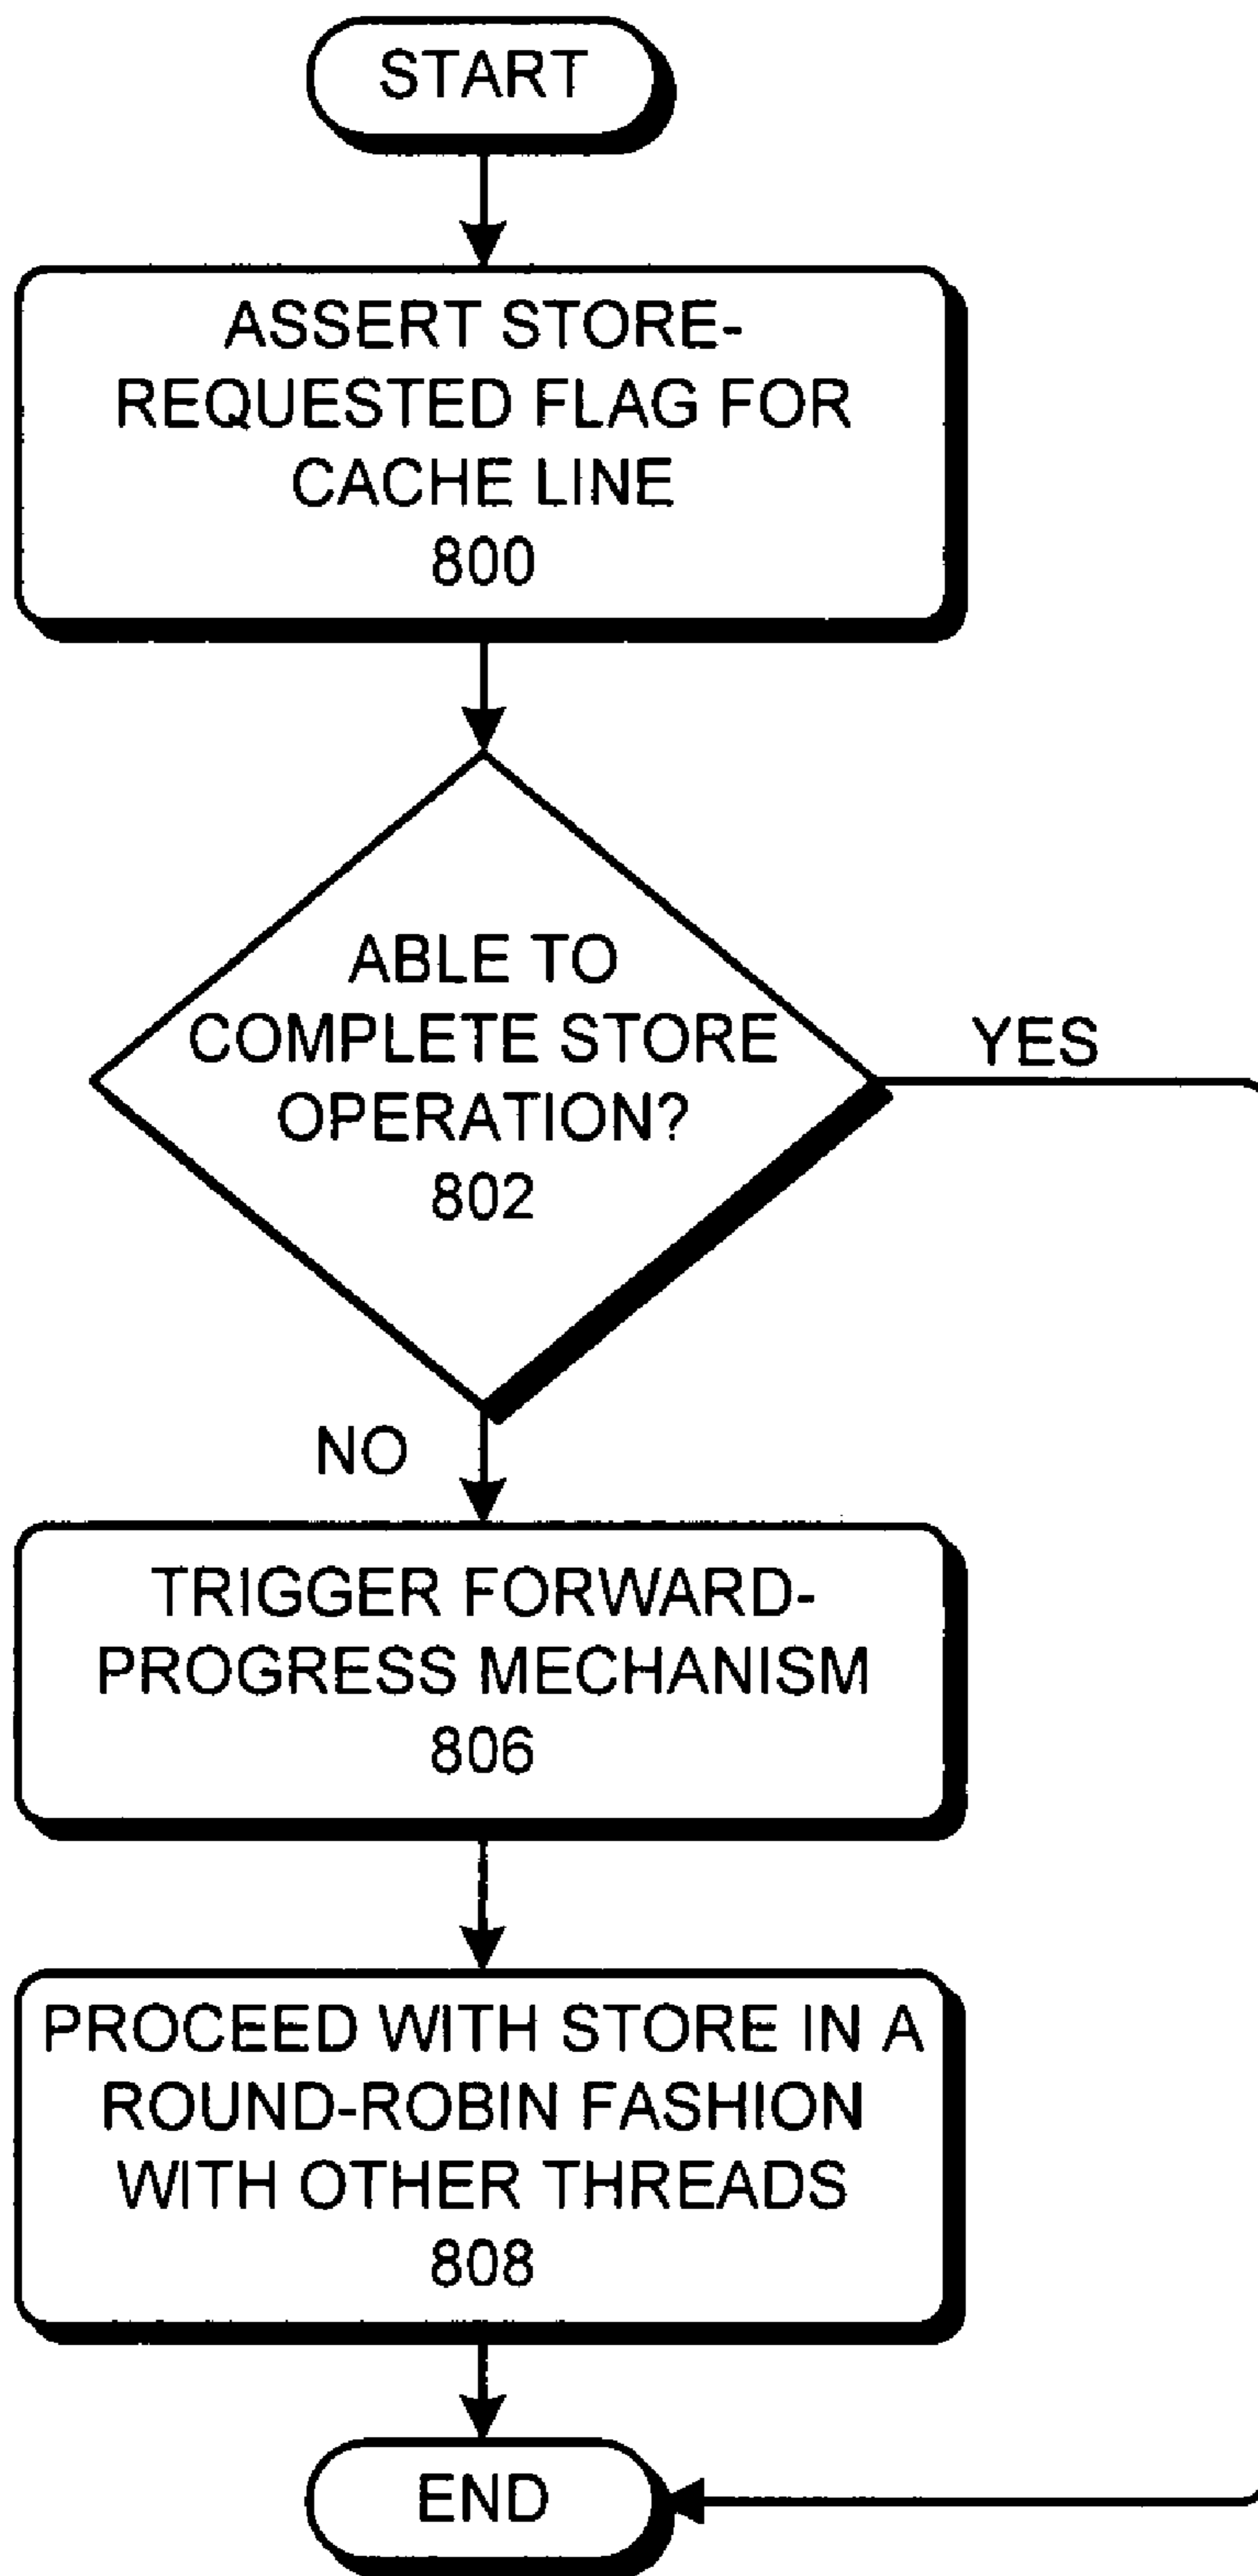 START
ASSERT STORE-
REQUESTED FLAG FOR
CACHE LINE
800
ABLE TO
COMPLETE STORE
OPERATION?
802
YES
NO
TRIGGER FORWARD-
PROGRESS MECHANISM
806
PROCEED WITH STORE IN A
ROUND-ROBIN FASHION
WITH OTHER THREADS
808
END